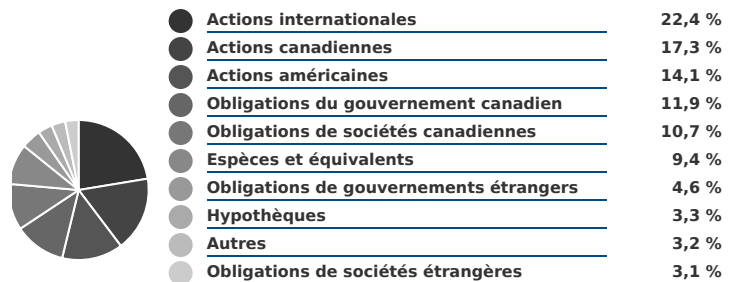 Actions internationales 22,4 %
Actions canadiennes 17,3 %
Actions américaines 14,1 %
Obligations du gouvernement canadien 11,9 %
Obligations de sociétés canadiennes 10,7 %
Espèces et équivalents 9,4 %
Obligations de gouvernements étrangers 4,6 %
Hypothèques 3,3 %
Autres 3,2 %
Obligations de sociétés étrangères 3,1 %